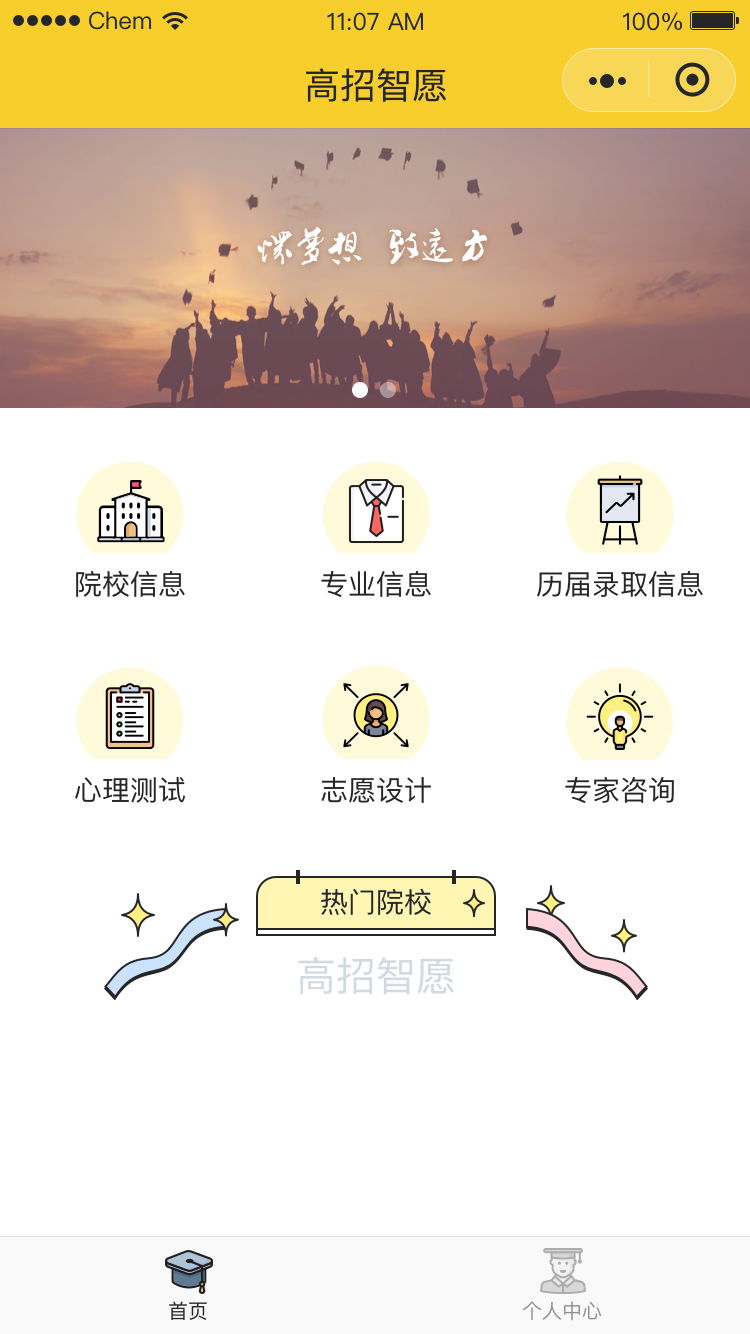 Chem 11:07 AM 100%
高招智愿
燃梦想 致远方
院校信息 专业信息 历届录取信息
心理测试 志愿设计 专家咨询
热门院校
高招智愿
首页 个人中心